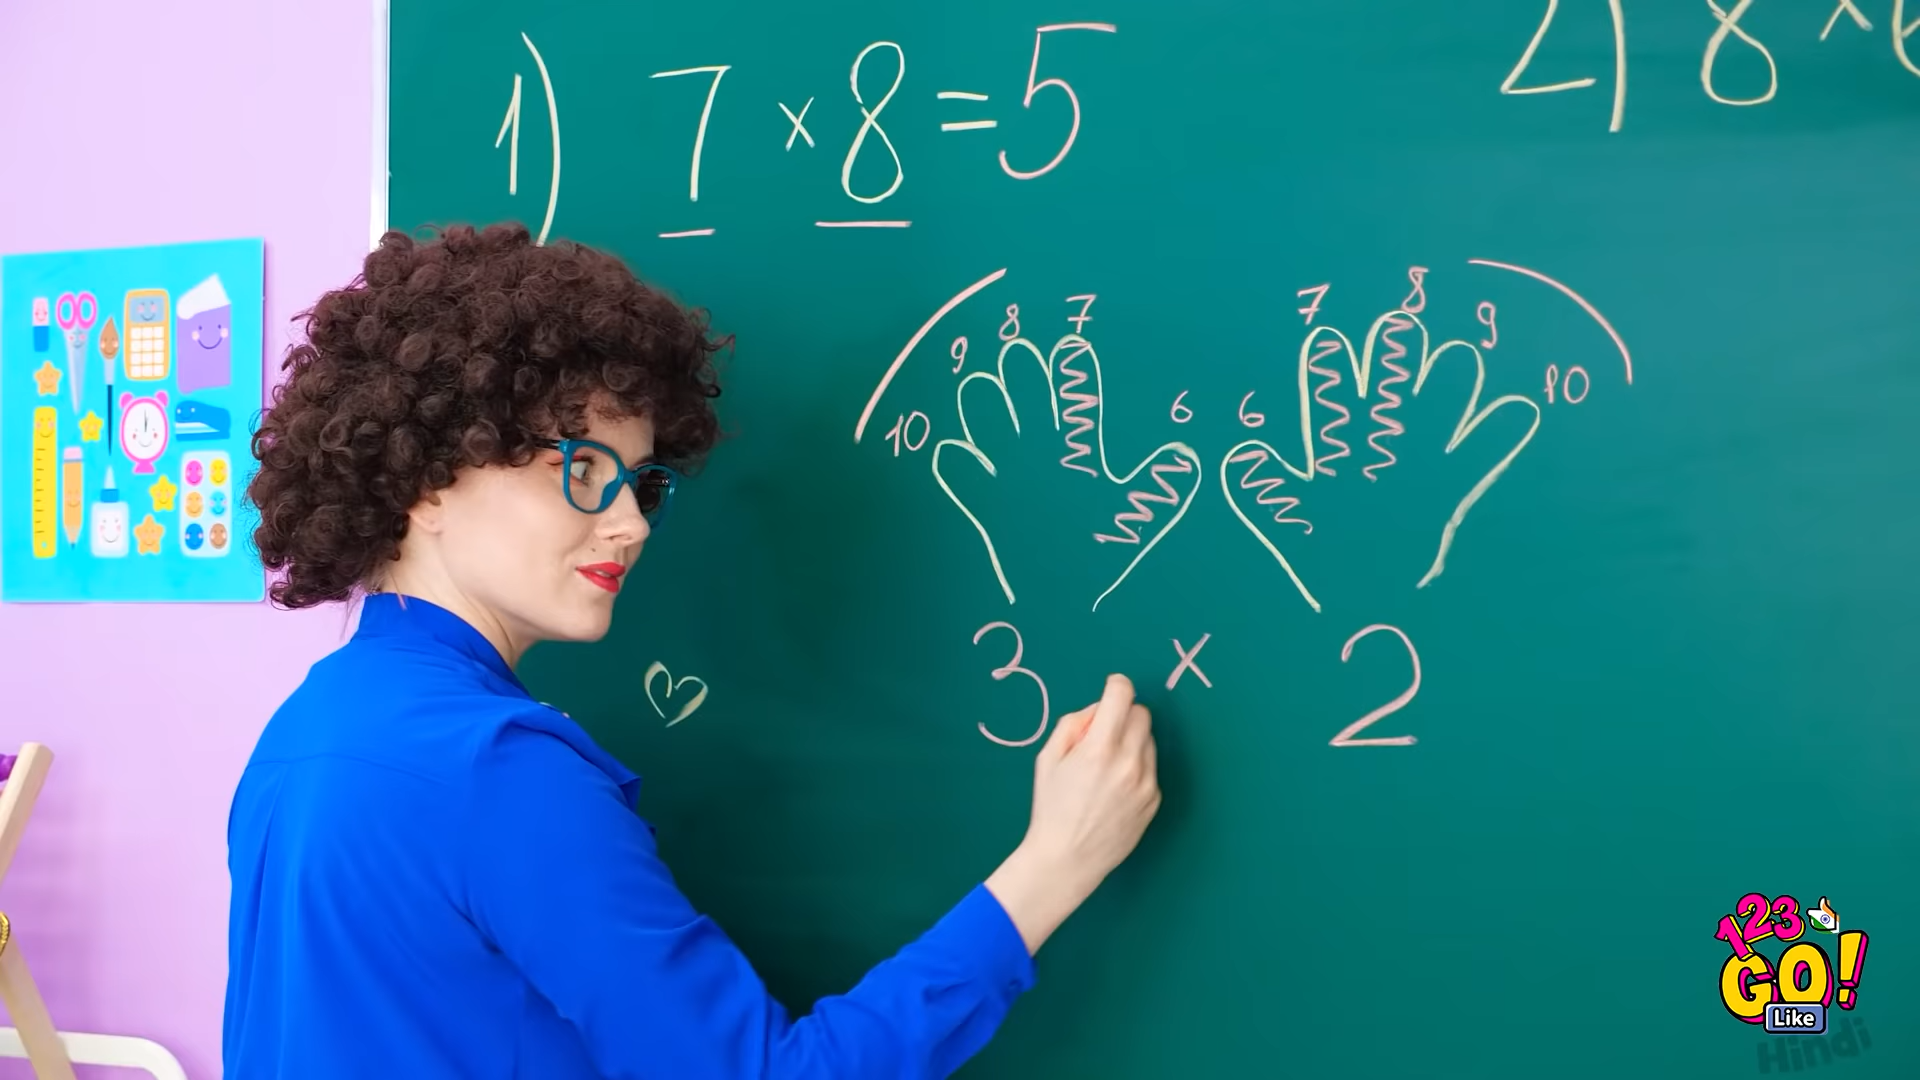 1) 7 × 8 = 5
2) 8 ×
10 9 8 7 6
6 7 8 9 10
3 × 2
123
GO!
Like
Hindi